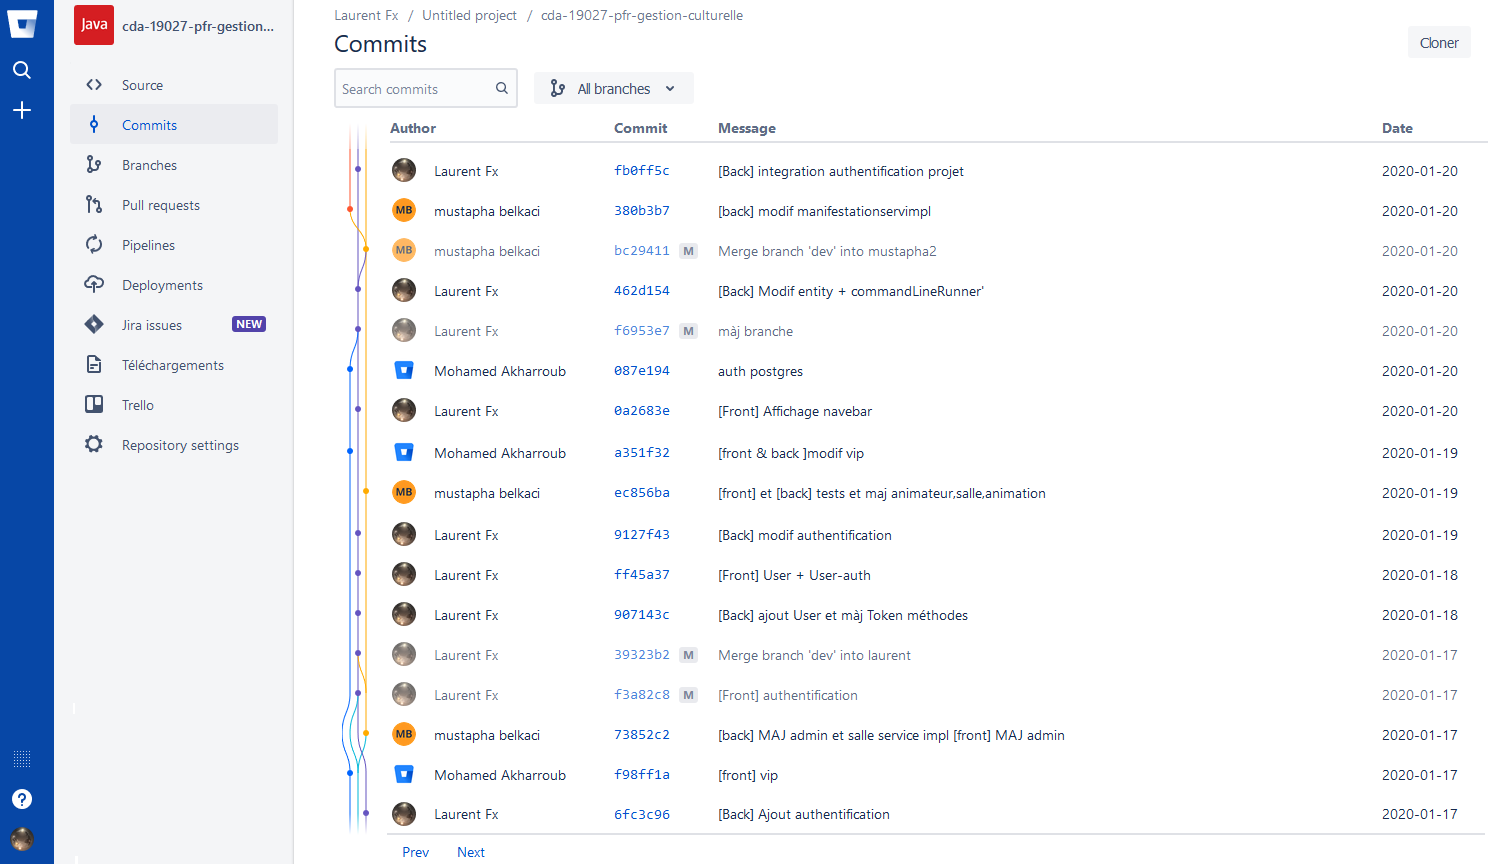 Java cda-19027-pfr-gestion...
Source
Commits
Branches
Pull requests
Pipelines
Deployments
Jira issues NEW
Téléchargements
Trello
Repository settings
Laurent Fx / Untitled project / cda-19027-pfr-gestion-culturelle
Commits
Cloner
Search commits All branches
Author Commit Message Date
Laurent Fx fb0ff5c [Back] integration authentification projet 2020-01-20
MB mustapha belkaci 380b3b7 [back] modif manifestationservimpl 2020-01-20
MB mustapha belkaci bc29411 M Merge branch 'dev' into mustapha2 2020-01-20
Laurent Fx 462d154 [Back] Modif entity + commandLineRunner' 2020-01-20
Laurent Fx f6953e7 M màj branche 2020-01-20
Mohamed Akharroub 087e194 auth postgres 2020-01-20
Laurent Fx 0a2683e [Front] Affichage navebar 2020-01-20
Mohamed Akharroub a351f32 [front & back ]modif vip 2020-01-19
MB mustapha belkaci ec856ba [front] et [back] tests et maj animateur,salle,animation 2020-01-19
Laurent Fx 9127f43 [Back] modif authentification 2020-01-19
Laurent Fx ff45a37 [Front] User + User-auth 2020-01-18
Laurent Fx 907143c [Back] ajout User et màj Token méthodes 2020-01-18
Laurent Fx 39323b2 M Merge branch 'dev' into laurent 2020-01-17
Laurent Fx f3a82c8 M [Front] authentification 2020-01-17
MB mustapha belkaci 73852c2 [back] MAJ admin et salle service impl [front] MAJ admin 2020-01-17
Mohamed Akharroub f98ff1a [front] vip 2020-01-17
Laurent Fx 6fc3c96 [Back] Ajout authentification 2020-01-17
Prev Next